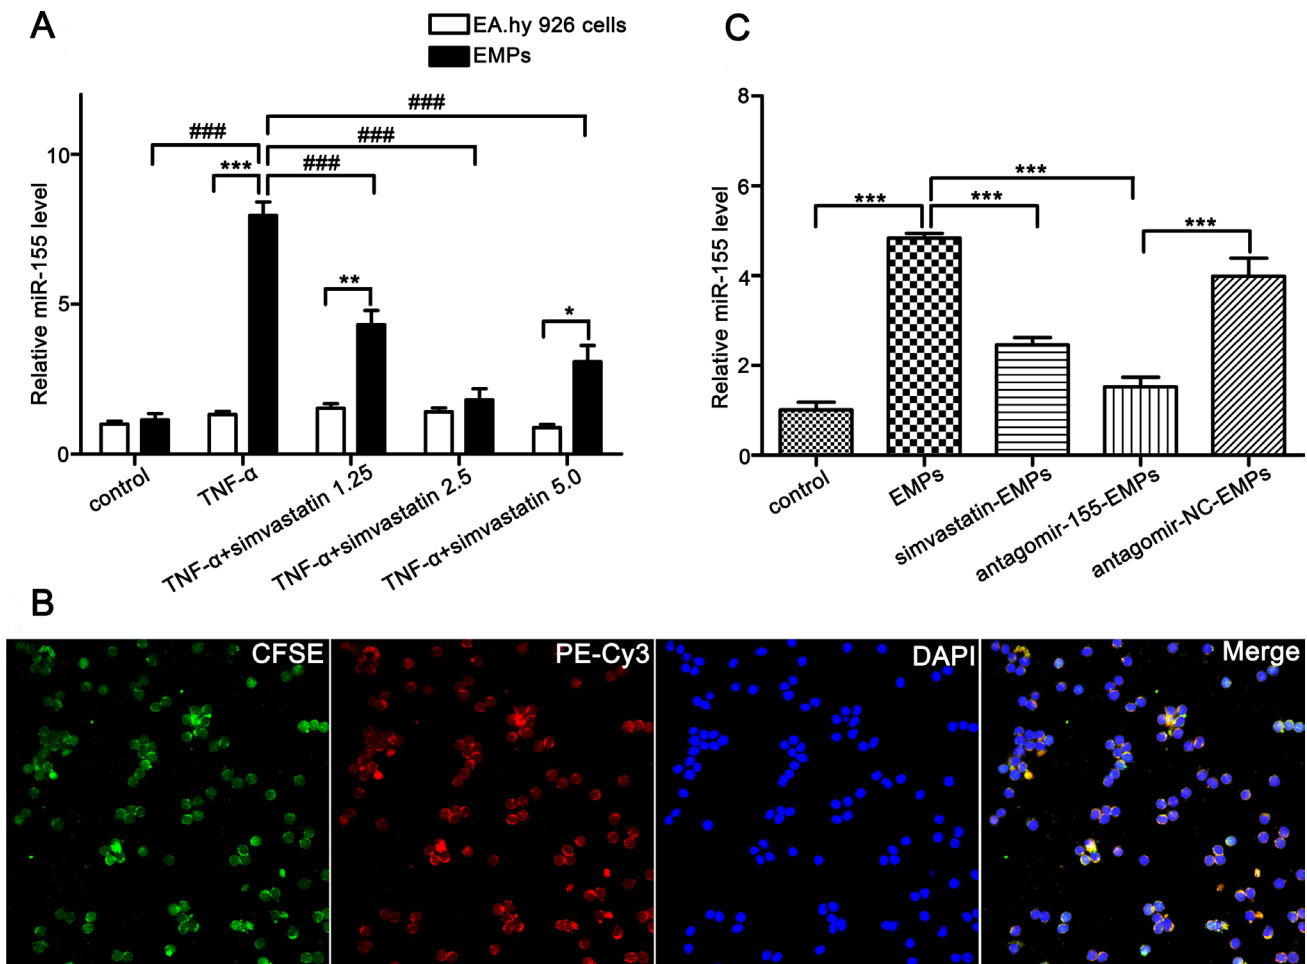 A
EA.hy 926 cells
EMPs
Relative miR-155 level
10
5
0
###
###
###
###
***
**
*
control
TNF-α
TNF-α+simvastatin 1.25
TNF-α+simvastatin 2.5
TNF-α+simvastatin 5.0
C
Relative miR-155 level
8
6
4
2
0
***
***
***
***
control
EMPs
simvastatin-EMPs
antagomir-155-EMPs
antagomir-NC-EMPs
B
CFSE
PE-Cy3
DAPI
Merge